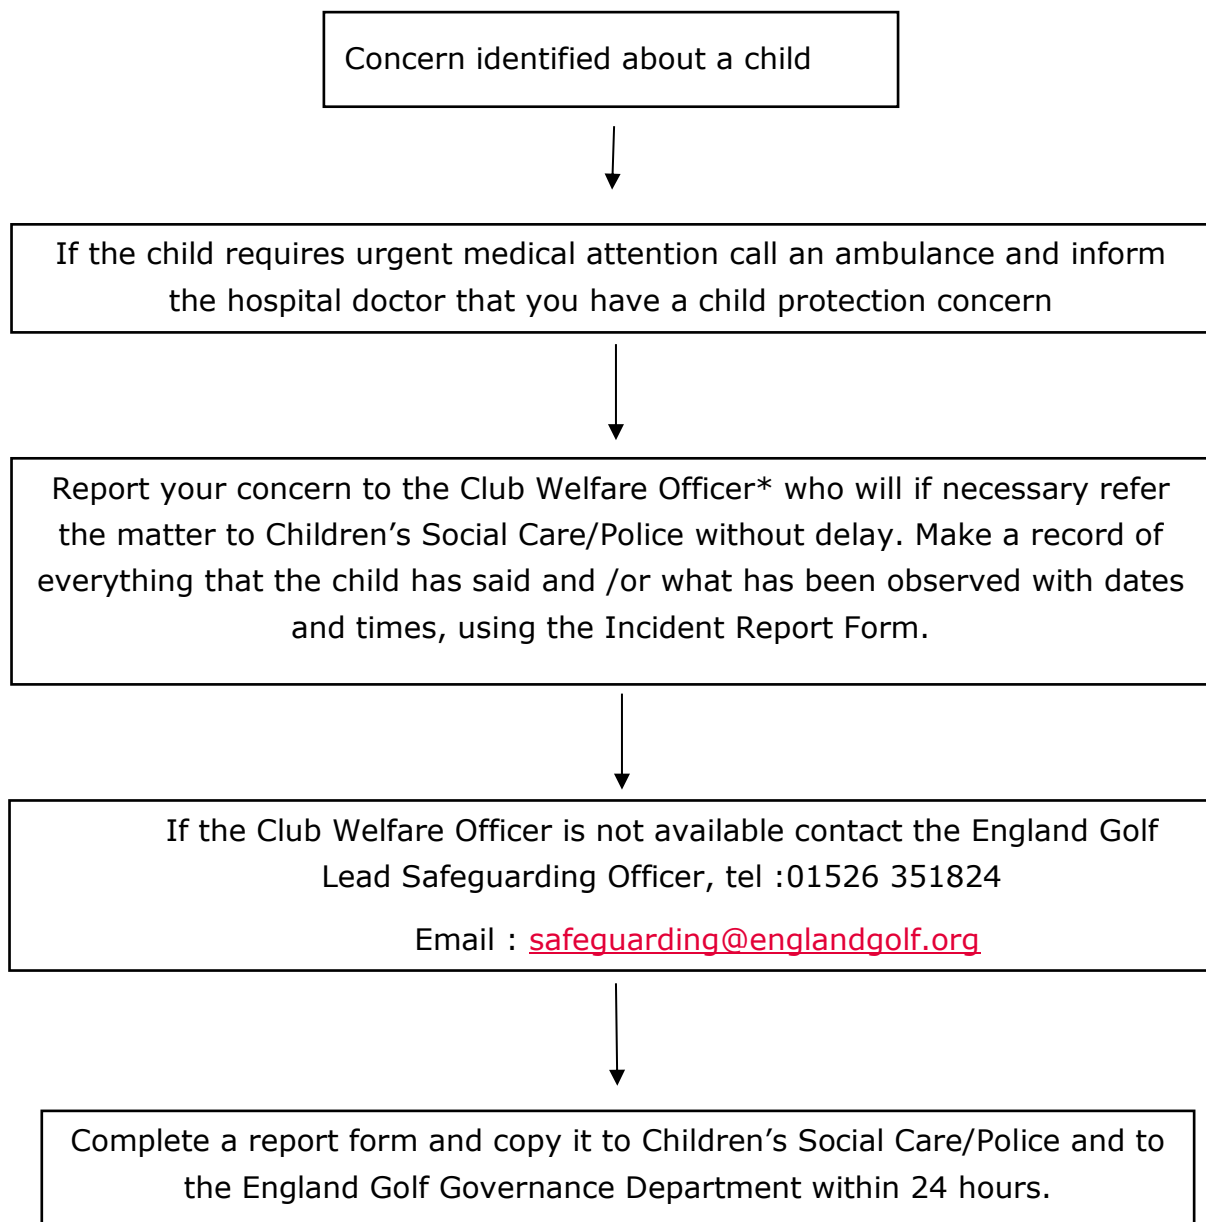 Concern identified about a child
If the child requires urgent medical attention call an ambulance and inform
the hospital doctor that you have a child protection concern
Report your concern to the Club Welfare Officer* who will if necessary refer
the matter to Children’s Social Care/Police without delay. Make a record of
everything that the child has said and /or what has been observed with dates
and times, using the Incident Report Form.
If the Club Welfare Officer is not available contact the England Golf
Lead Safeguarding Officer, tel :01526 351824
Email : safeguarding@englandgolf.org
Complete a report form and copy it to Children’s Social Care/Police and to
the England Golf Governance Department within 24 hours.